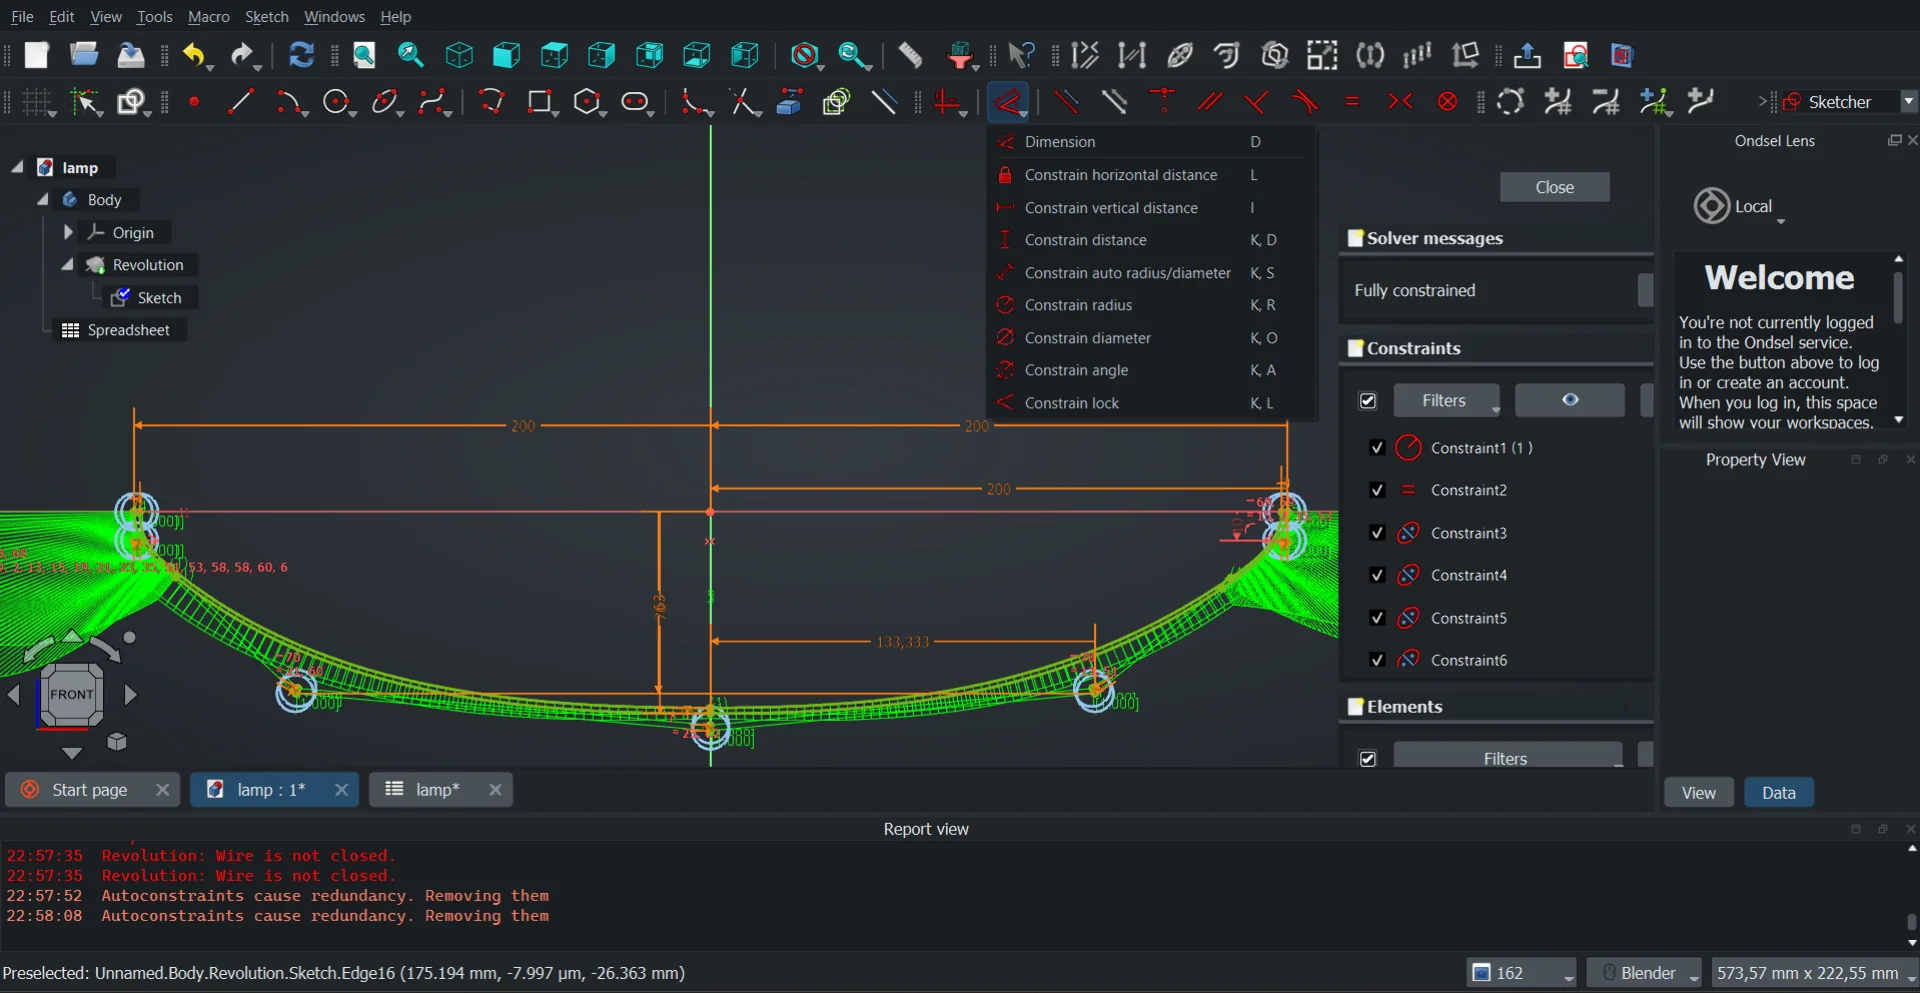 File Edit View Tools Macro Sketch Windows Help
Sketcher
lamp
Body
Origin
Revolution
Sketch
Spreadsheet
Dimension D
Constrain horizontal distance L
Constrain vertical distance I
Constrain distance K, D
Constrain auto radius/diameter K, S
Constrain radius K, R
Constrain diameter K, O
Constrain angle K, A
Constrain lock K, L
Close
Solver messages
Fully constrained
Constraints
Filters
Constraint1 (1 )
Constraint2
Constraint3
Constraint4
Constraint5
Constraint6
Elements
Filters
Ondsel Lens
Local
Welcome
You're not currently logged
in to the Ondsel service.
Use the button above to log
in or create an account.
When you log in, this space
will show your workspaces.
Property View
View Data
200 200
200
133,333
FRONT
Start page
lamp : 1*
lamp*
Report view
22:57:35 Revolution: Wire is not closed.
22:57:35 Revolution: Wire is not closed.
22:57:52 Autoconstraints cause redundancy. Removing them
22:58:08 Autoconstraints cause redundancy. Removing them
Preselected: Unnamed.Body.Revolution.Sketch.Edge16 (175.194 mm, -7.997 µm, -26.363 mm)
162
Blender
573,57 mm x 222,55 mm